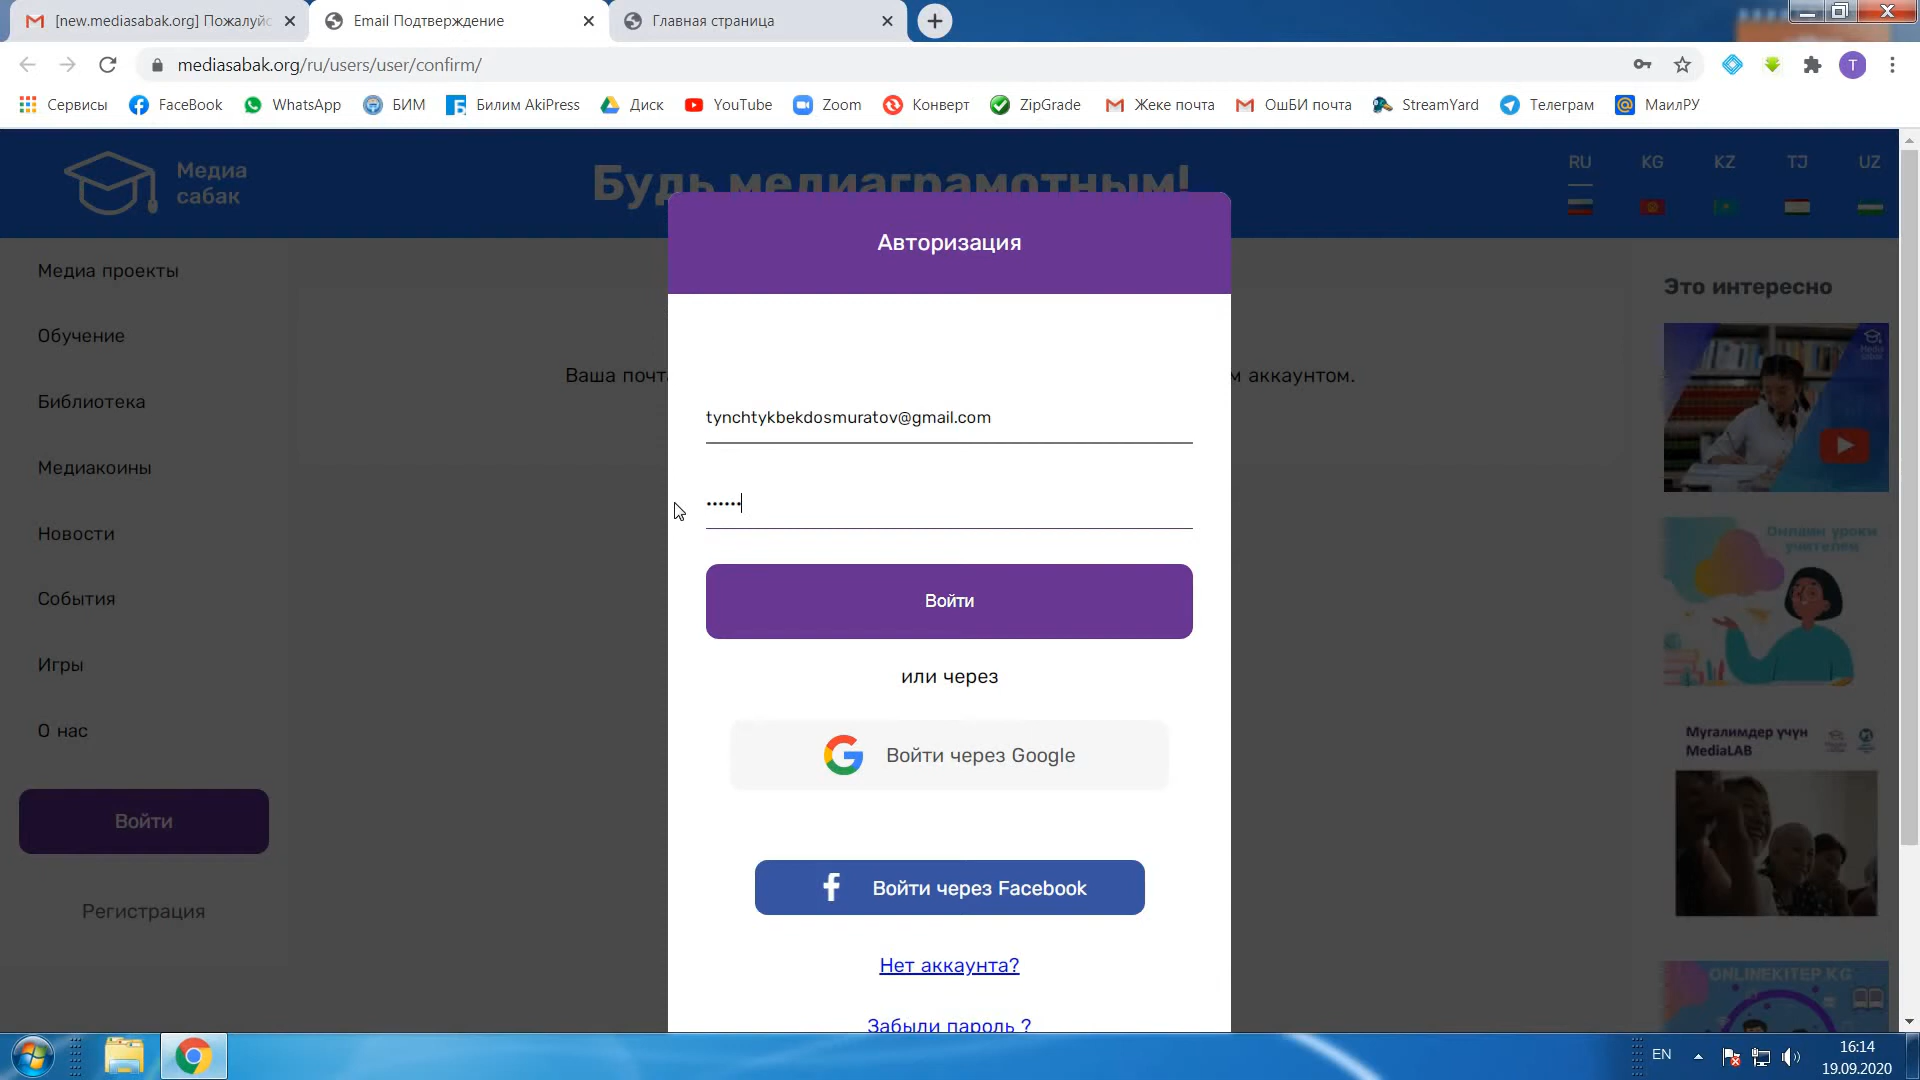 [new.mediasabak.org] Пожалуйс
Email Подтверждение
Главная страница
mediasabak.org/ru/users/user/confirm/
T
Сервисы
FaceBook
WhatsApp
БИМ
Билим AkiPress
Диск
YouTube
Zoom
Конверт
ZipGrade
Жеке почта
ОшБИ почта
StreamYard
Телеграм
МаилРУ
Медиа
сабак
Будь медиаграмотным!
RU
KG
KZ
TJ
UZ
Медиа проекты
Обучение
Библиотека
Медиакоины
Новости
События
Игры
О нас
Войти
Регистрация
Ваша почт
м аккаунтом.
Авторизация
tynchtykbekdosmuratov@gmail.com
••••••
Войти
или через
Войти через Google
Войти через Facebook
Нет аккаунта?
Забыли пароль ?
Это интересно
Онлайн уроки
учителем
Мугалимдер үчүн
MediaLAB
ONLINEKITEP.KG
EN
16:14
19.09.2020